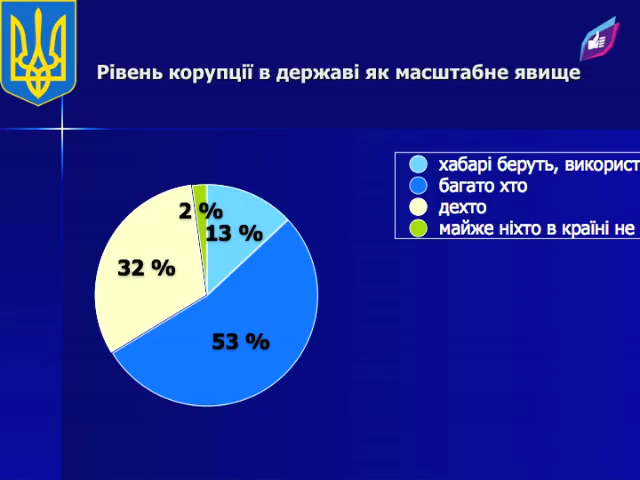 Рівень корупції в державі як масштабне явище
хабарі беруть,
багато хто
дехто
майже ніхто в країні не
2 %
13 %
32 %
53 %